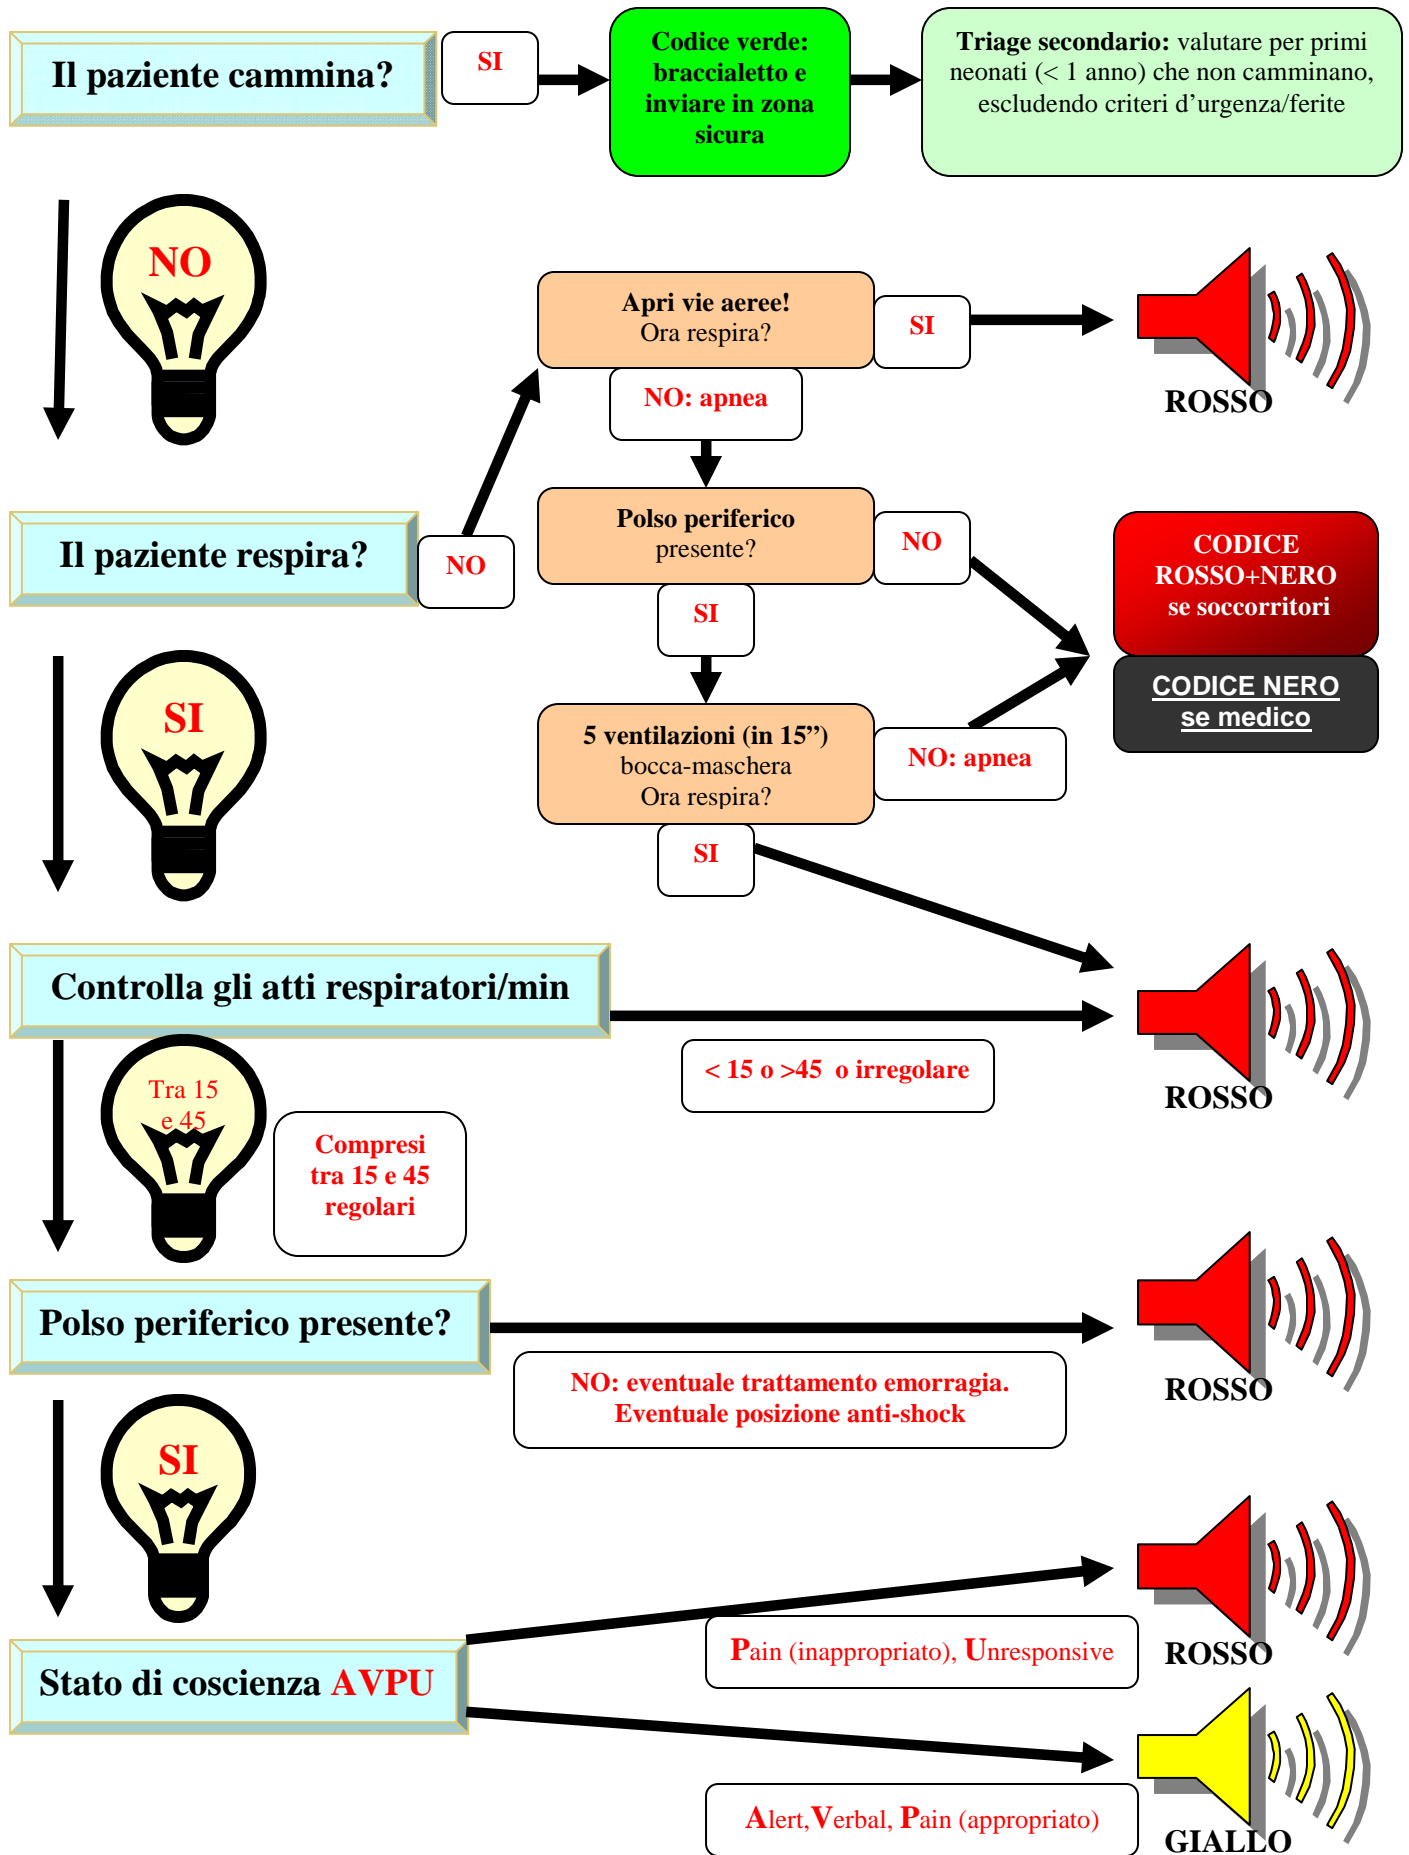 Il paziente cammina?
SI
Codice verde:
braccialetto e
inviare in zona
sicura
Triage secondario: valutare per primi
neonati (< 1 anno) che non camminano,
escludendo criteri d’urgenza/ferite
NO
Apri vie aeree!
Ora respira?
SI
ROSSO
NO: apnea
Il paziente respira?
NO
Polso periferico
presente?
NO
CODICE
ROSSO+NERO
se soccorritori
SI
CODICE NERO
se medico
SI
5 ventilazioni (in 15”)
bocca-maschera
Ora respira?
NO: apnea
SI
Controlla gli atti respiratori/min
< 15 o >45 o irregolare
ROSSO
Tra 15
e 45
Compresi
tra 15 e 45
regolari
Polso periferico presente?
NO: eventuale trattamento emorragia.
Eventuale posizione anti-shock
ROSSO
SI
Stato di coscienza AVPU
Pain (inappropriato), Unresponsive
ROSSO
Alert,Verbal, Pain (appropriato)
GIALLO